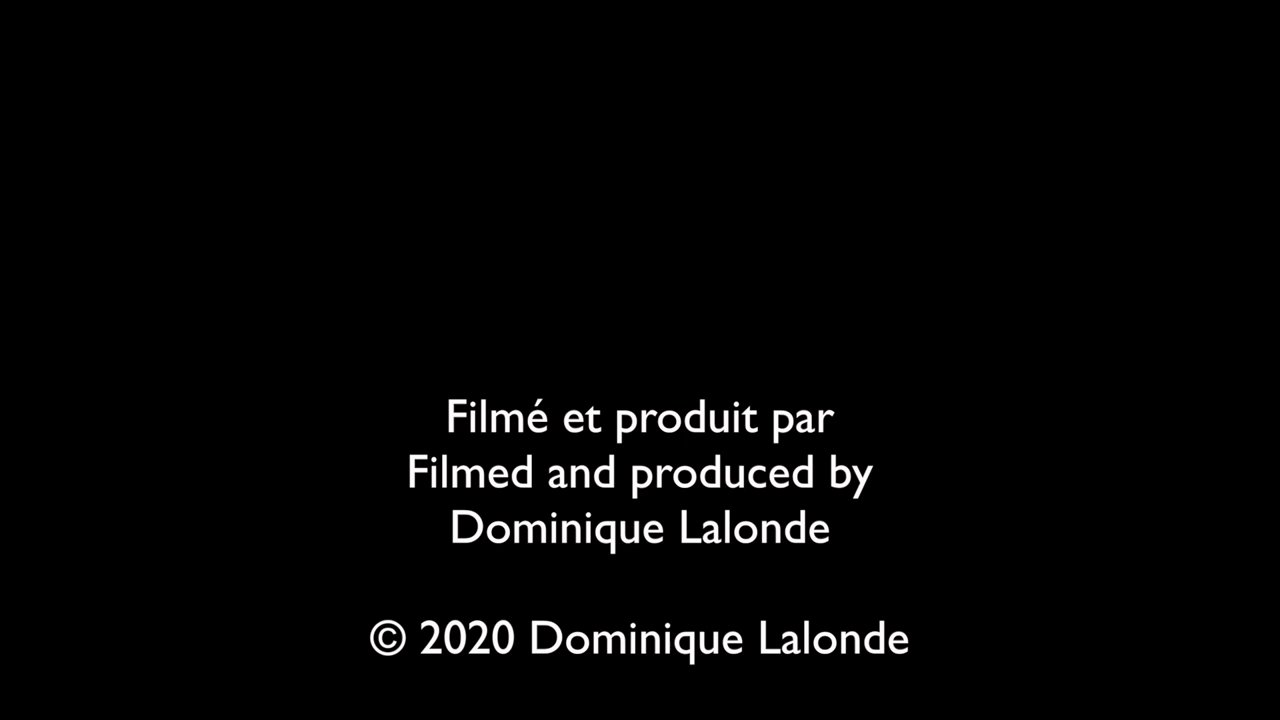 Filmé et produit par
Filmed and produced by
Dominique Lalonde
© 2020 Dominique Lalonde